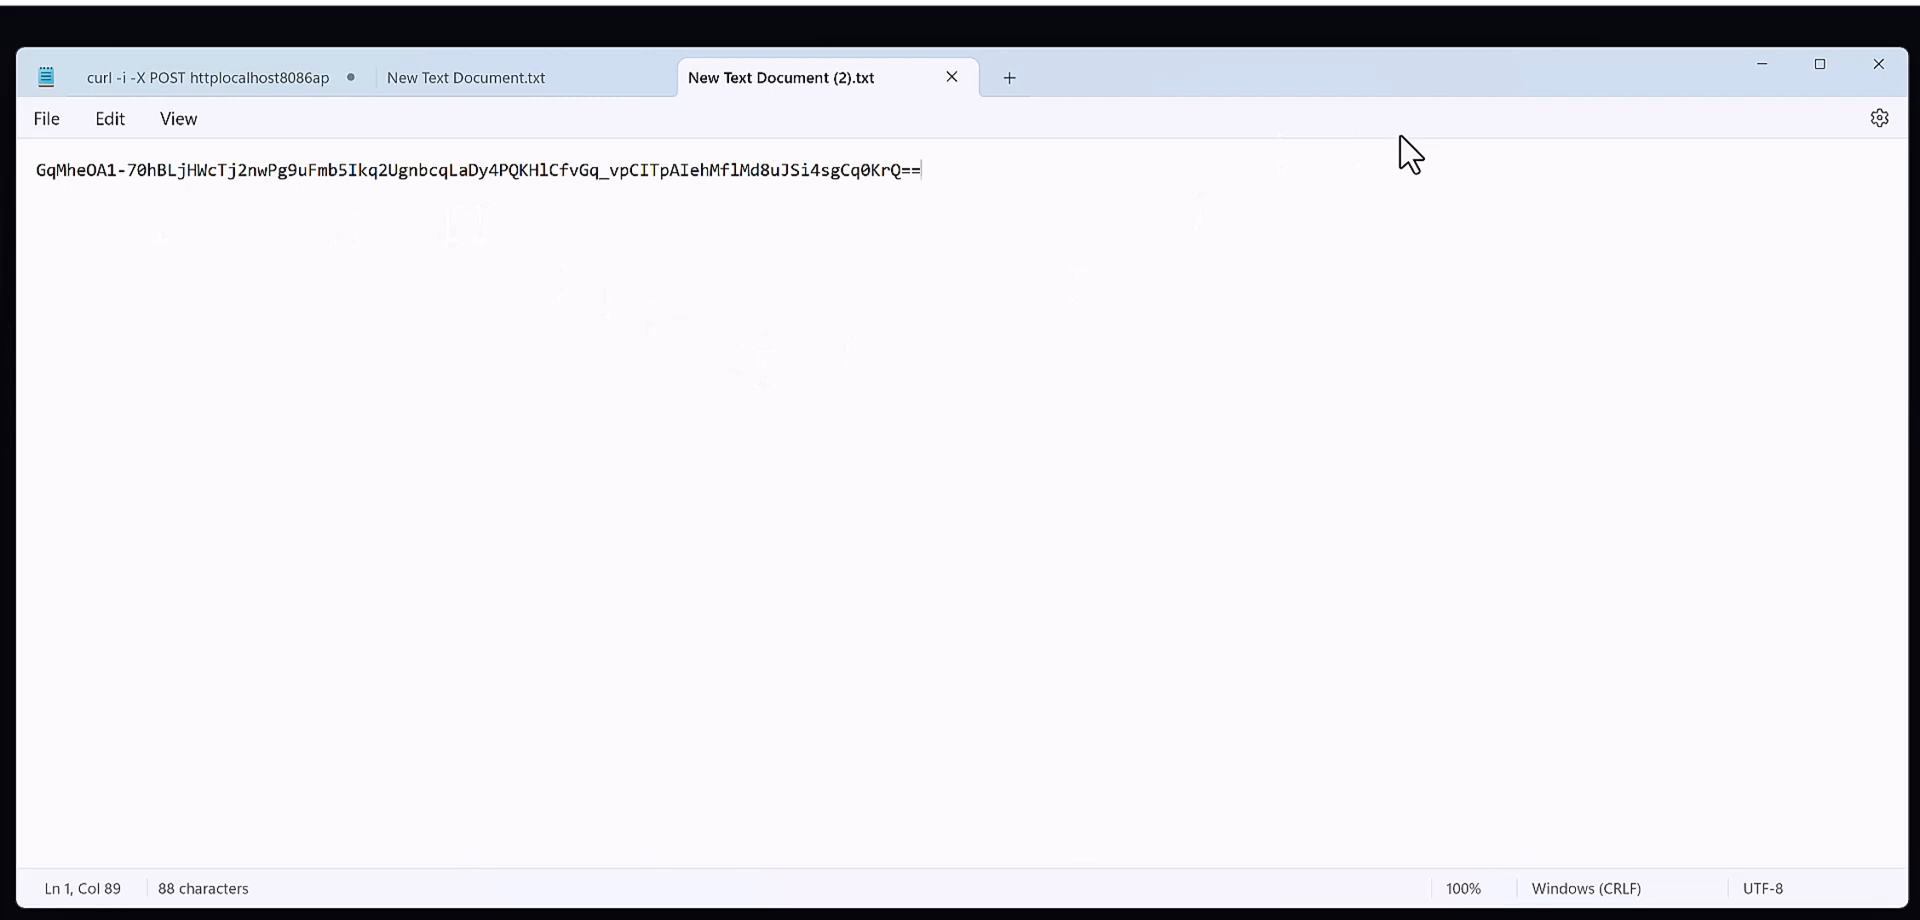 curl -i -X POST httplocalhost8086ap
New Text Document.txt
New Text Document (2).txt
File Edit View
GqMheOA1-70hBLjHWcTj2nwPg9uFmb5Ikq2UgnbcqLaDy4PQKHlCfvGq_vpCITpAIehMflMd8uJSi4sgCq0KrQ==
Ln 1, Col 89 88 characters 100% Windows (CRLF) UTF-8